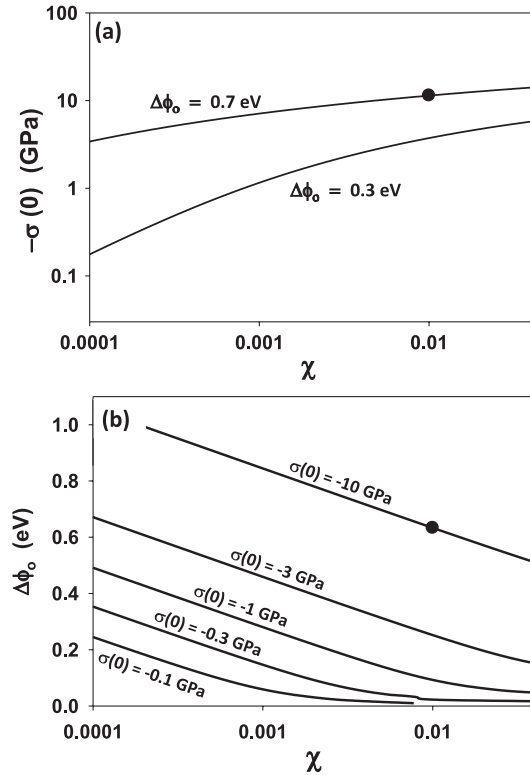 (a)
100
10
1
0.1
−σ (0) (GPa)
Δϕₒ = 0.7 eV
Δϕₒ = 0.3 eV
0.0001
0.001
0.01
χ
(b)
1.0
0.8
0.6
0.4
0.2
0.0
Δϕₒ (eV)
σ(0) = -10 GPa
σ(0) = -3 GPa
σ(0) = -1 GPa
σ(0) = -0.3 GPa
σ(0) = -0.1 GPa
0.0001
0.001
0.01
χ